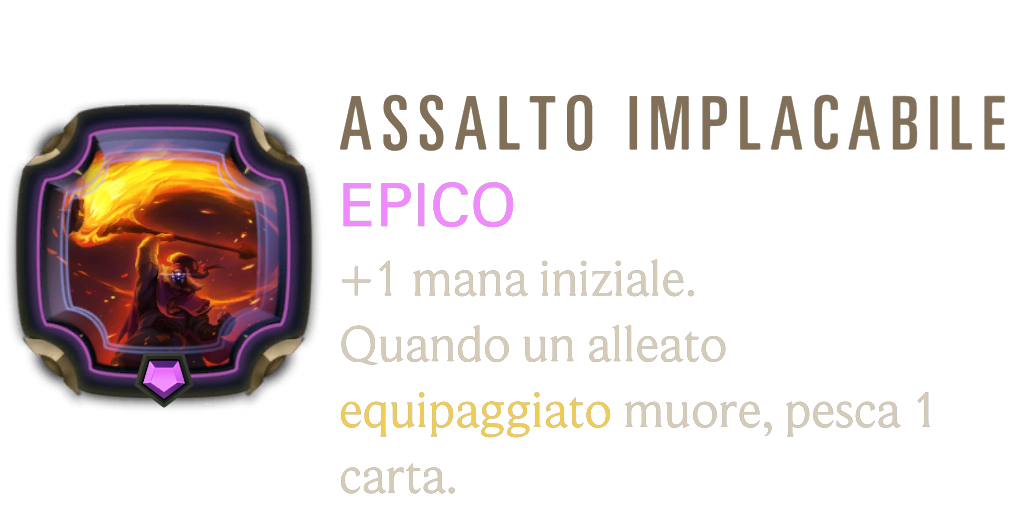 ASSALTO IMPLACABILE
EPICO
+1 mana iniziale.
Quando un alleato
equipaggiato muore, pesca 1
carta.